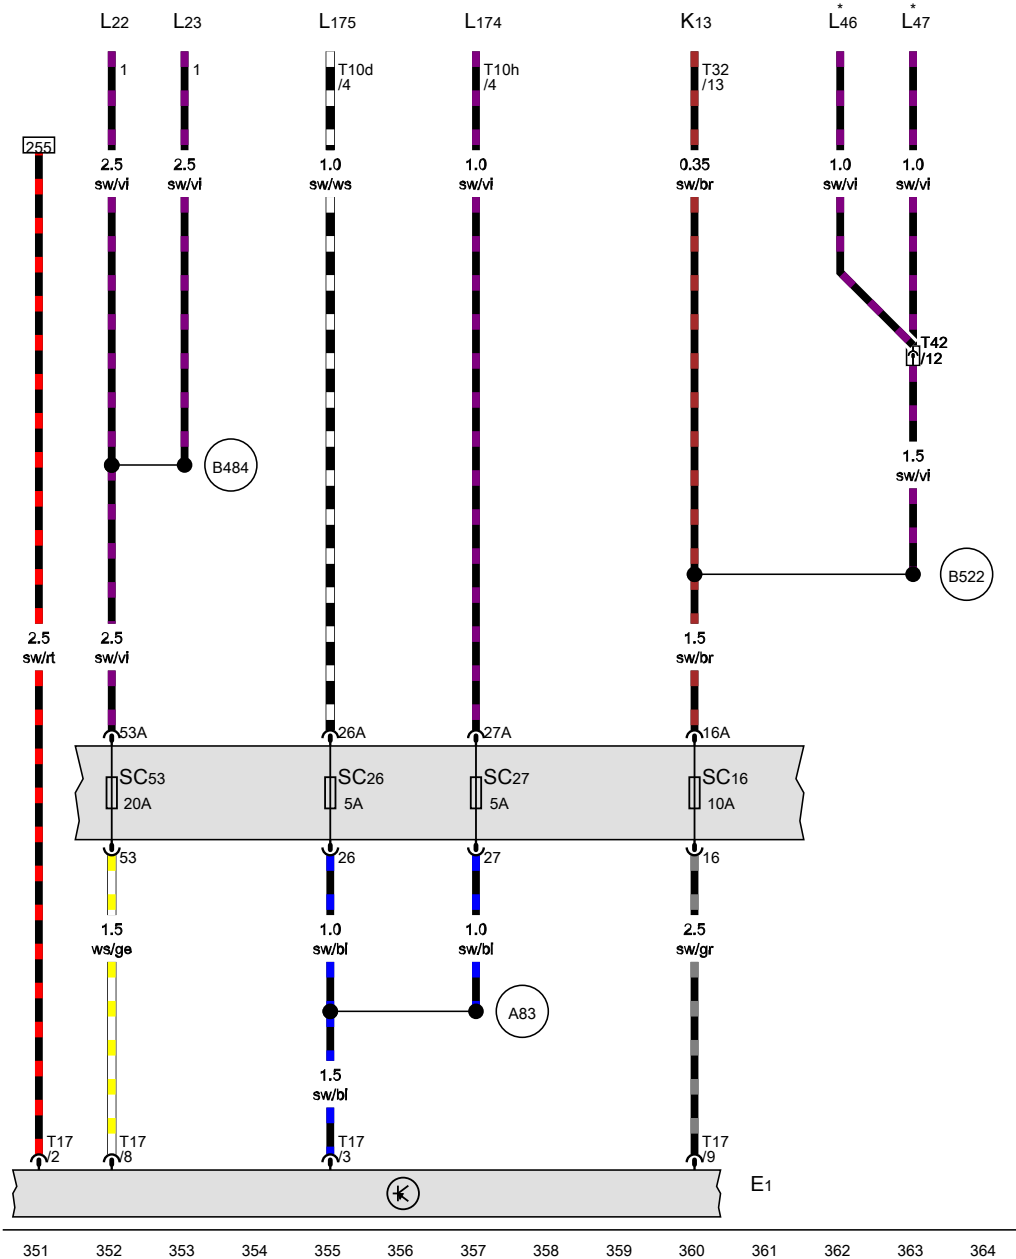 L22 L23 L175 L174 K13 *L46 *L47
1 1 T10d T10h T32
/4 /4 /13
255
2.5 2.5 1.0 1.0 0.35 1.0 1.0
sw/vi sw/vi sw/ws sw/vi sw/br sw/vi sw/vi
T42
/12
B484
1.5
sw/vi
B522
2.5 2.5 1.5
sw/rt sw/vi sw/br
53A 26A 27A 16A
SC53 SC26 SC27 SC16
20A 5A 5A 10A
53 26 27 16
1.5 1.0 1.0 2.5
ws/ge sw/bl sw/bl sw/gr
A83
1.5
sw/bl
T17 T17 T17 T17
/2 /8 /3 /9
E1
351 352 353 354 355 356 357 358 359 360 361 362 363 364